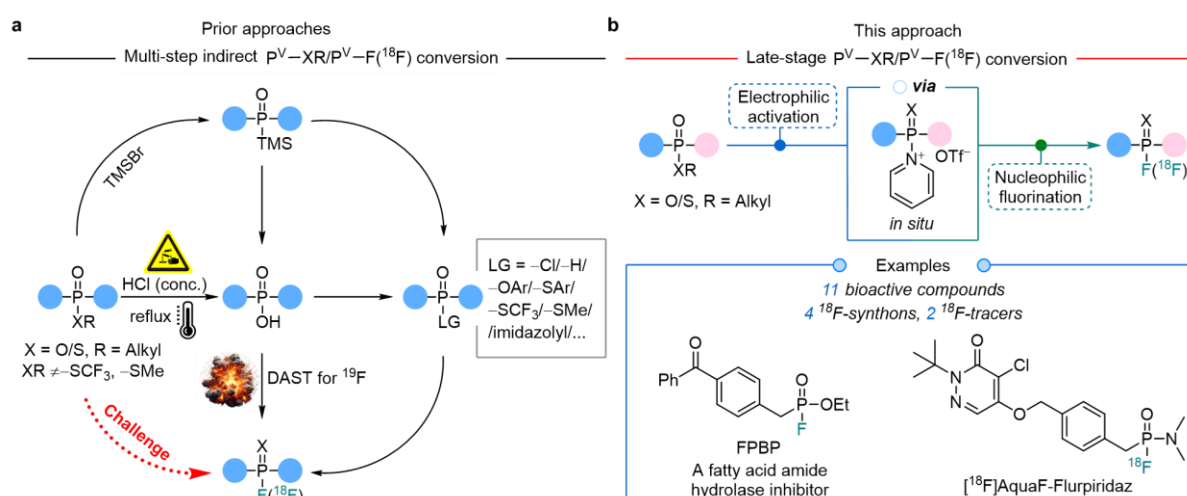 a
Prior approaches
Multi-step indirect Pⱽ—XR/Pⱽ—F(¹⁸F) conversion
O
P
TMS
TMSBr
O
P
XR
HCl (conc.)
reflux
O
P
OH
O
P
LG
LG = –Cl/–H/
–OAr/–SAr/
–SCF₃/–SMe/
/imidazolyl/...
X = O/S, R = Alkyl
XR ≠–SCF₃, –SMe
DAST for ¹⁹F
Challenge
X
P
F(¹⁸F)
b
This approach
Late-stage Pⱽ—XR/Pⱽ—F(¹⁸F) conversion
Electrophilic
activation
via
O
P
XR
X = O/S, R = Alkyl
X
P
N⁺
OTf⁻
in situ
Nucleophilic
fluorination
X
P
F(¹⁸F)
Examples
11 bioactive compounds
4 ¹⁸F-synthons, 2 ¹⁸F-tracers
O
Ph
O
P
OEt
F
FPBP
A fatty acid amide
hydrolase inhibitor
O
N
N
Cl
O
O
P
N
¹⁸F
[¹⁸F]AquaF-Flurpiridaz